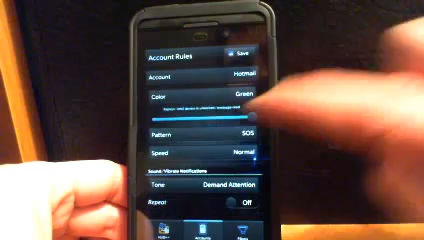 Account Rules
Save
Account Hotmail
Color Green
Pattern SOS
Speed Normal
Sound/Vibrate Notifications
Tone Demand Attention
Repeat Off
Accounts